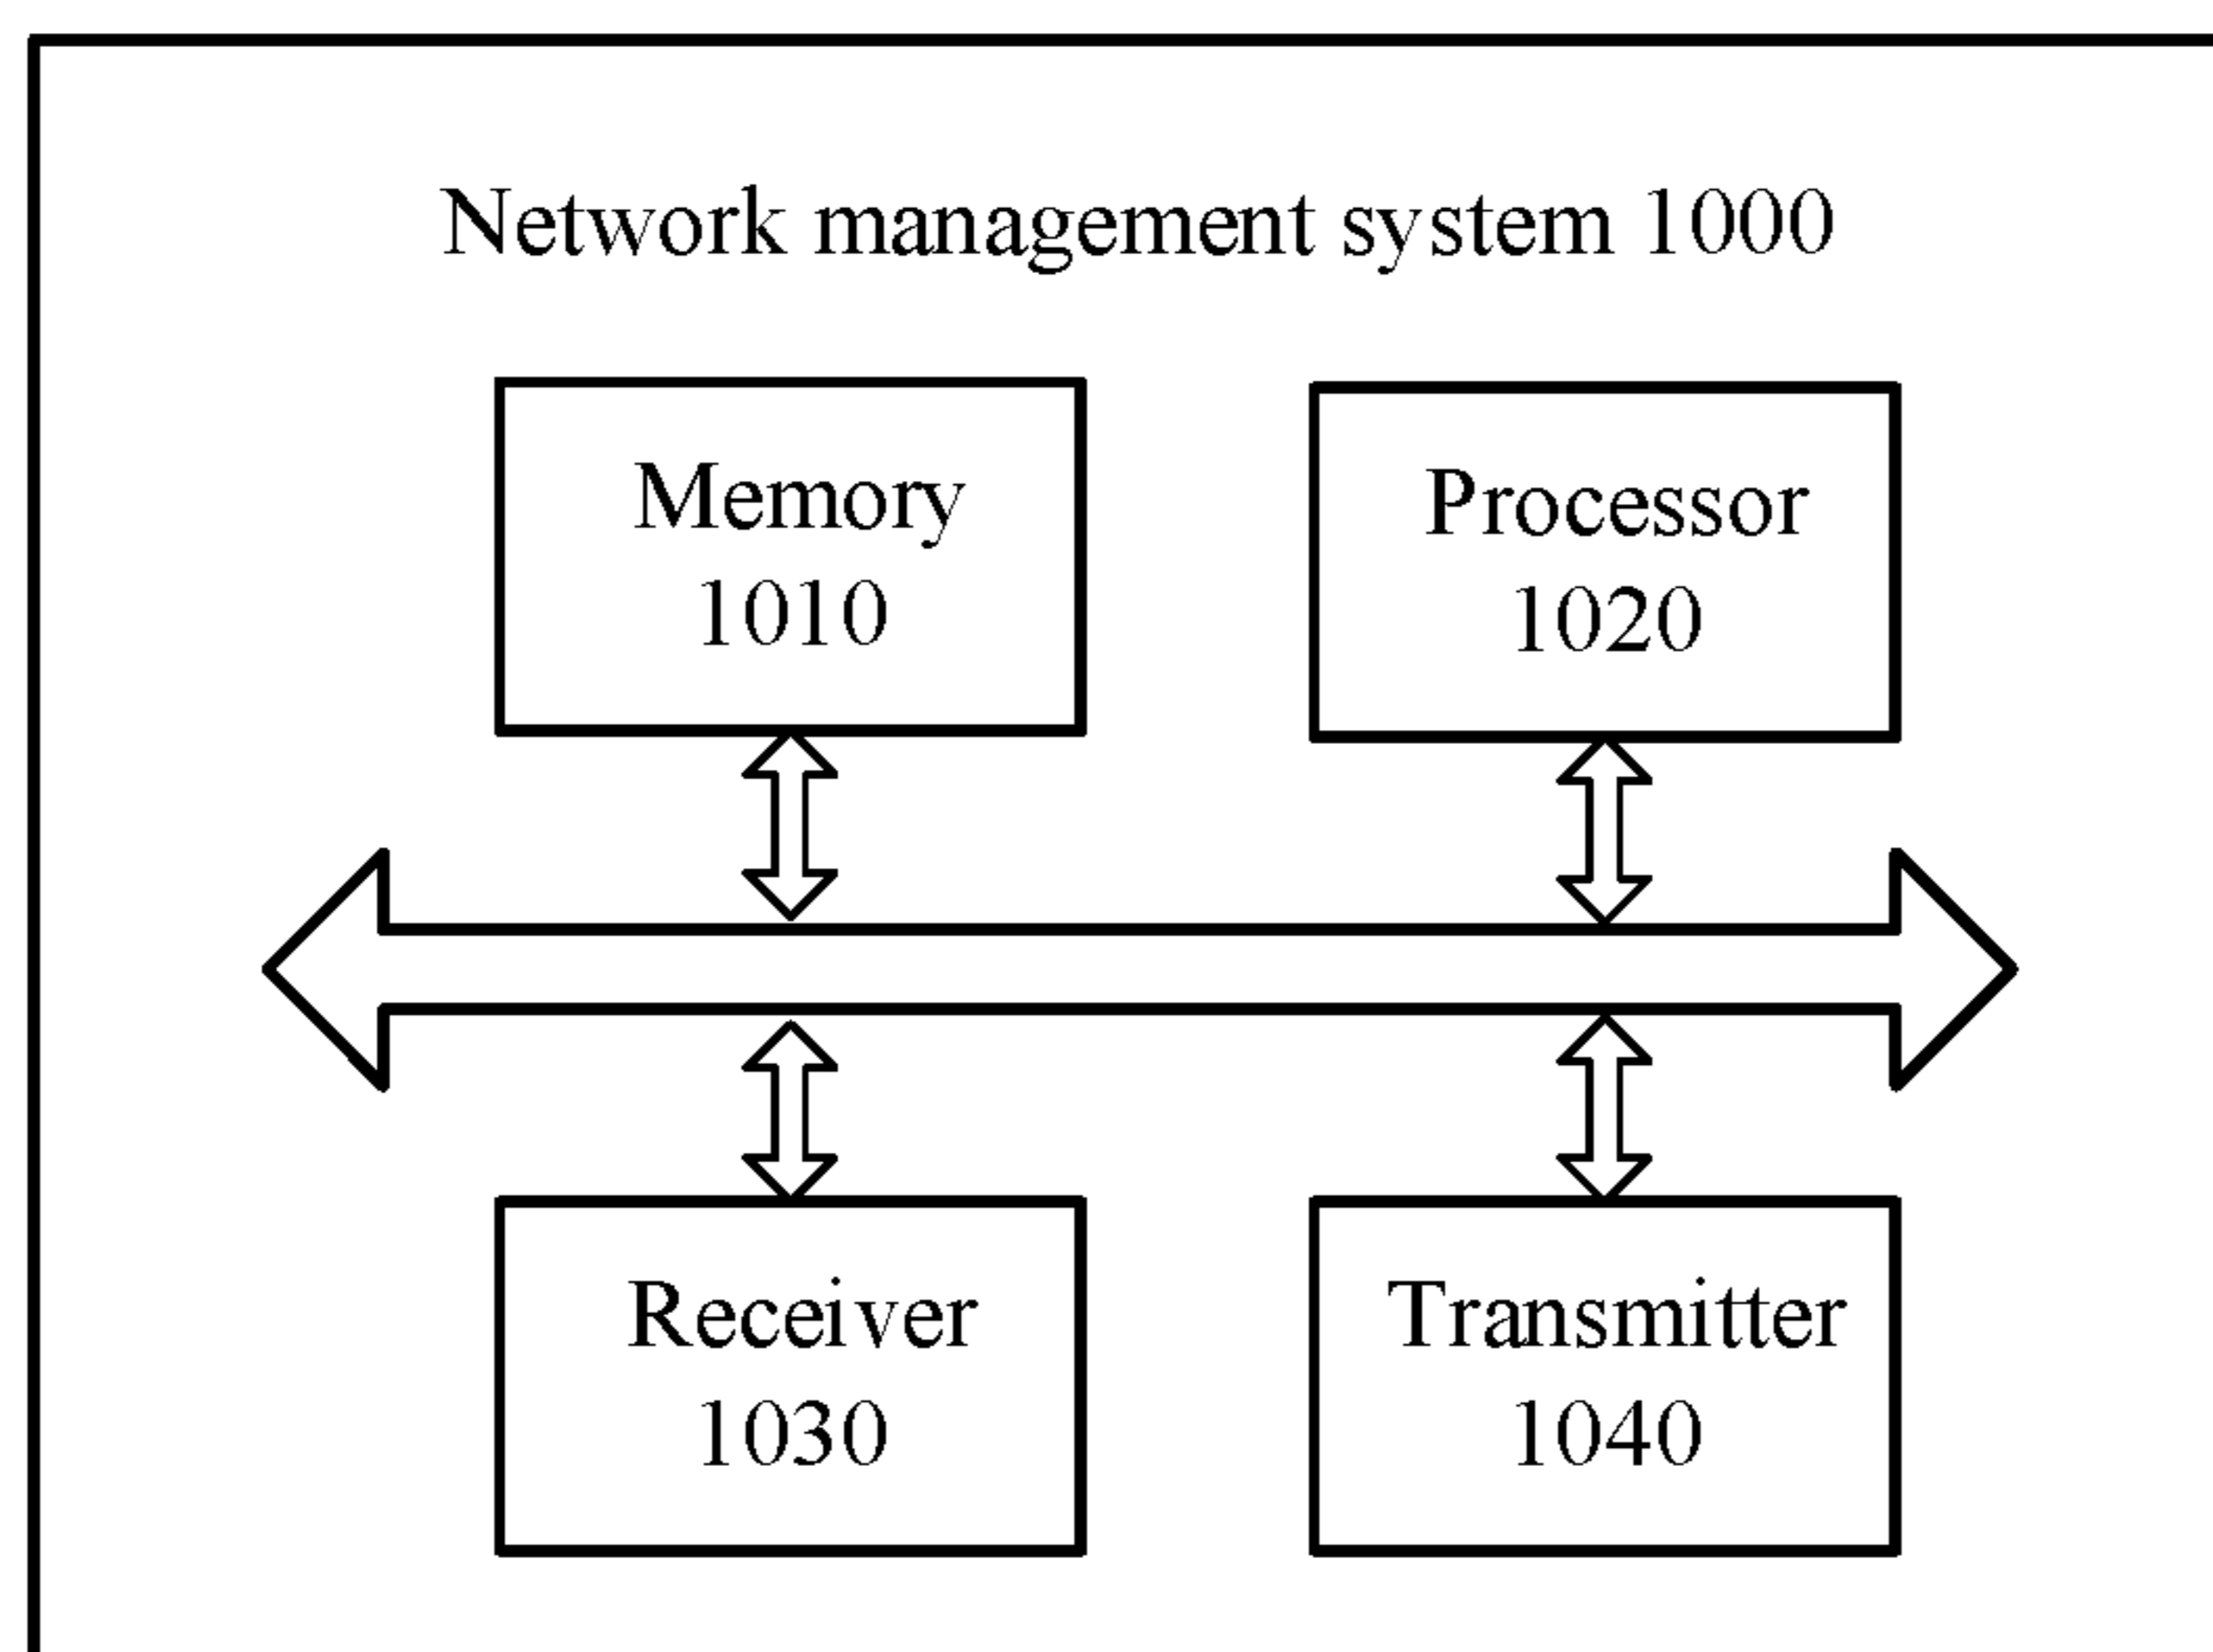 Network management system 1000
Memory
1010
Processor
1020
Receiver
1030
Transmitter
1040